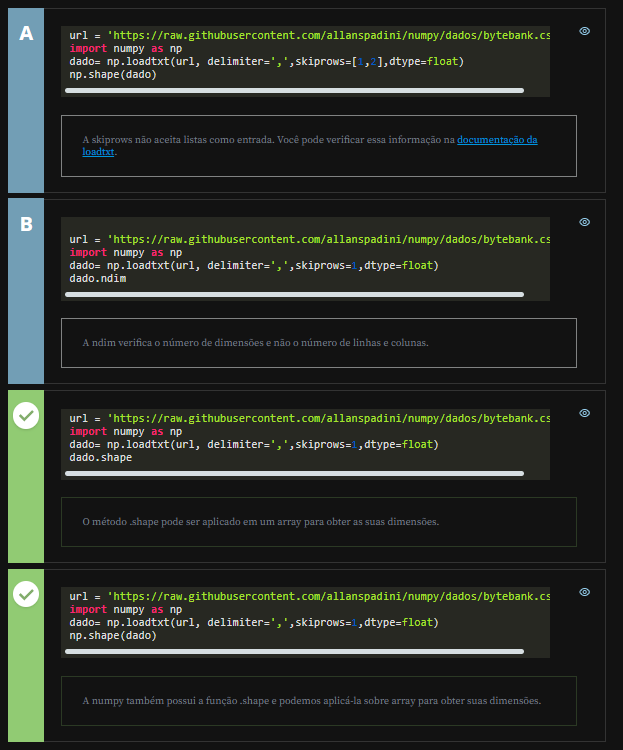 A
url = 'https://raw.githubusercontent.com/allanspadini/numpy/dados/bytebank.cs
import numpy as np
dado= np.loadtxt(url, delimiter=',',skiprows=[1,2],dtype=float)
np.shape(dado)
A skiprows não aceita listas como entrada. Você pode verificar essa informação na documentação da
loadtxt.
B
url = 'https://raw.githubusercontent.com/allanspadini/numpy/dados/bytebank.cs
import numpy as np
dado= np.loadtxt(url, delimiter=',',skiprows=1,dtype=float)
dado.ndim
A ndim verifica o número de dimensões e não o número de linhas e colunas.
url = 'https://raw.githubusercontent.com/allanspadini/numpy/dados/bytebank.cs
import numpy as np
dado= np.loadtxt(url, delimiter=',',skiprows=1,dtype=float)
dado.shape
O método .shape pode ser aplicado em um array para obter as suas dimensões.
url = 'https://raw.githubusercontent.com/allanspadini/numpy/dados/bytebank.cs
import numpy as np
dado= np.loadtxt(url, delimiter=',',skiprows=1,dtype=float)
np.shape(dado)
A numpy também possui a função .shape e podemos aplicá-la sobre array para obter suas dimensões.